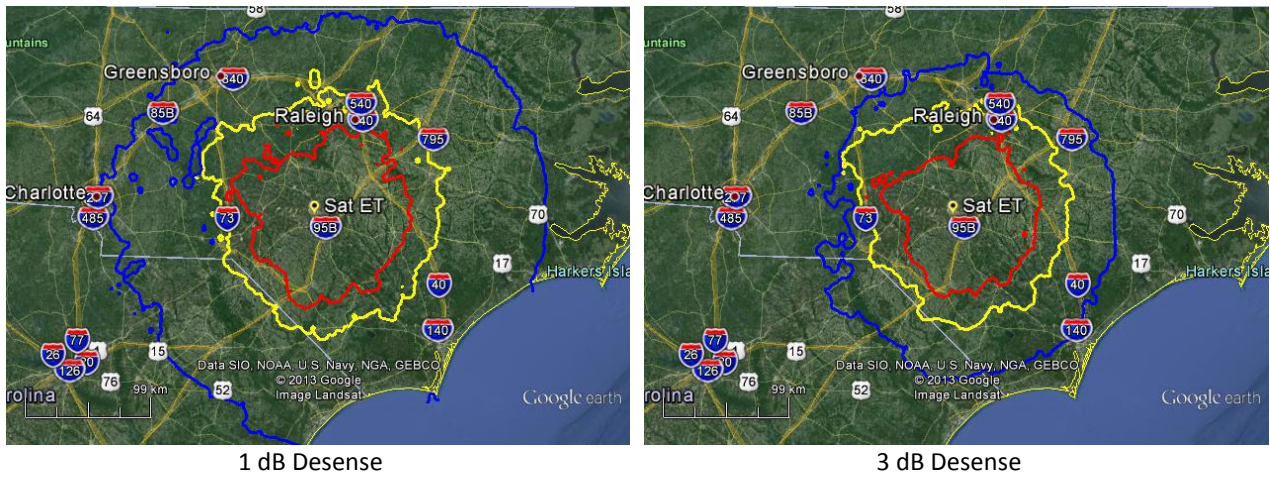 58
untains
Greensboro
840
64
85B
540
Raleigh
40
795
Charlotte
485
73
Sat ET
95B
70
17
Harkers Isla
40
140
77
26
20
126
15
76
52
rolina
99 km
Data SIO, NOAA, U.S. Navy, NGA, GEBCO
© 2013 Google
Image Landsat
Google earth
58
untains
Greensboro
840
64
85B
540
Raleigh
40
795
Charlotte
485
73
Sat ET
95B
70
17
Harkers Isla
40
140
77
26
20
126
15
76
52
rolina
99 km
Data SIO, NOAA, U.S. Navy, NGA, GEBCO
© 2013 Google
Image Landsat
Google earth
1 dB Desense
3 dB Desense